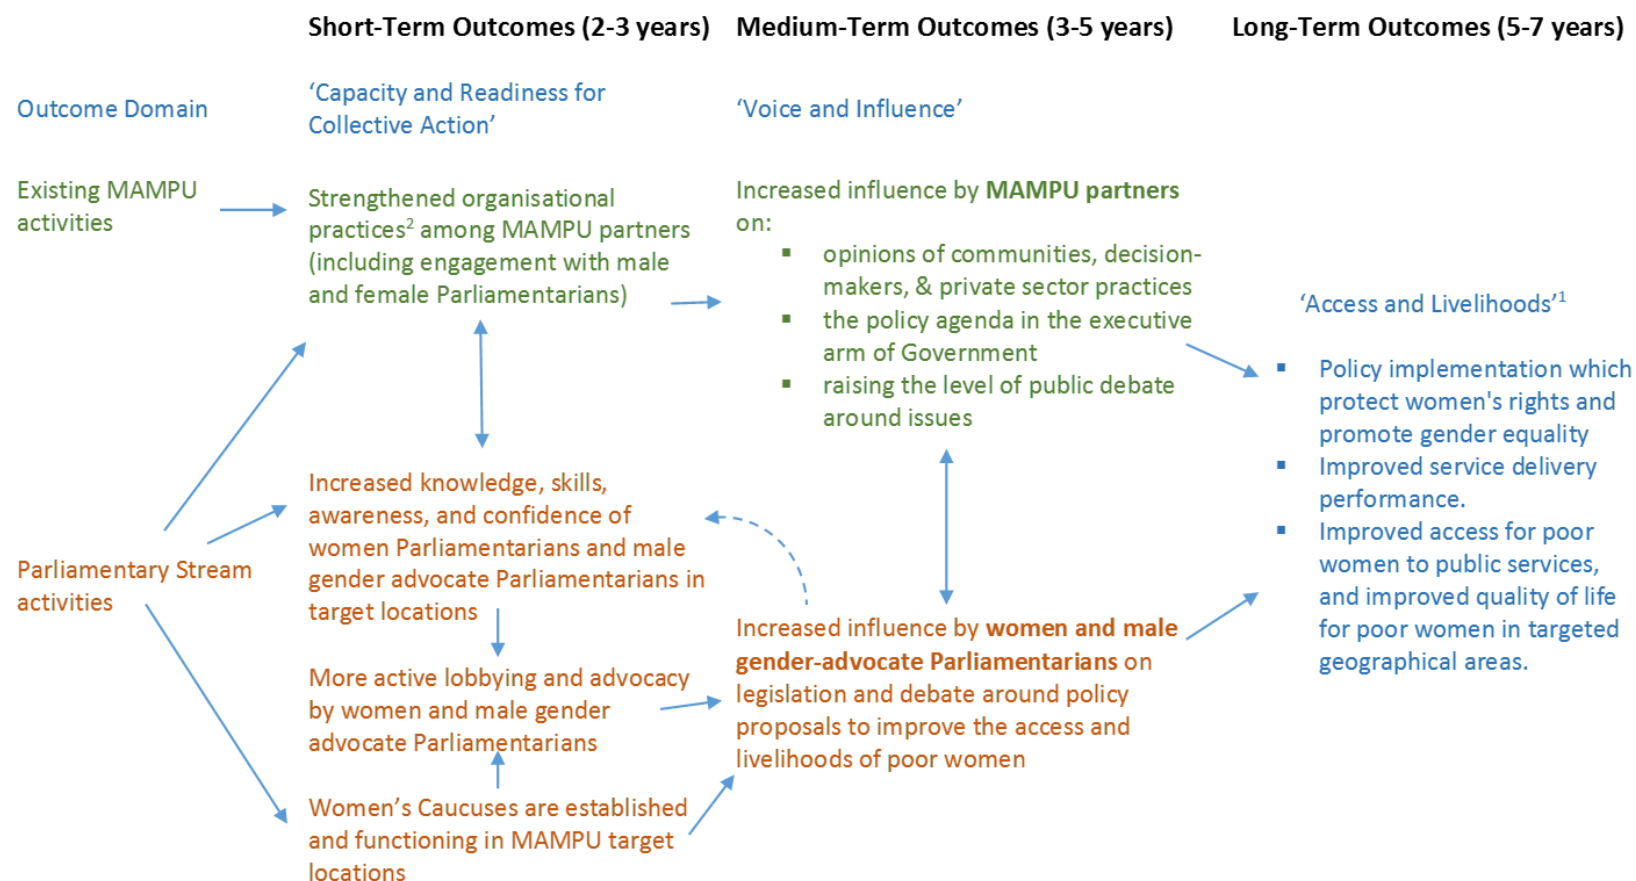 Short-Term Outcomes (2-3 years)
Medium-Term Outcomes (3-5 years)
Long-Term Outcomes (5-7 years)
Outcome Domain
‘Capacity and Readiness for
Collective Action’
‘Voice and Influence’
Existing MAMPU
activities
Strengthened organisational
practices² among MAMPU partners
(including engagement with male
and female Parliamentarians)
Increased influence by MAMPU partners
on:
▪ opinions of communities, decision-
makers, & private sector practices
▪ the policy agenda in the executive
arm of Government
▪ raising the level of public debate
around issues
‘Access and Livelihoods’¹
▪ Policy implementation which
protect women's rights and
promote gender equality
▪ Improved service delivery
performance.
▪ Improved access for poor
women to public services,
and improved quality of life
for poor women in targeted
geographical areas.
Parliamentary Stream
activities
Increased knowledge, skills,
awareness, and confidence of
women Parliamentarians and male
gender advocate Parliamentarians in
target locations
More active lobbying and advocacy
by women and male gender
advocate Parliamentarians
Women’s Caucuses are established
and functioning in MAMPU target
locations
Increased influence by women and male
gender-advocate Parliamentarians on
legislation and debate around policy
proposals to improve the access and
livelihoods of poor women